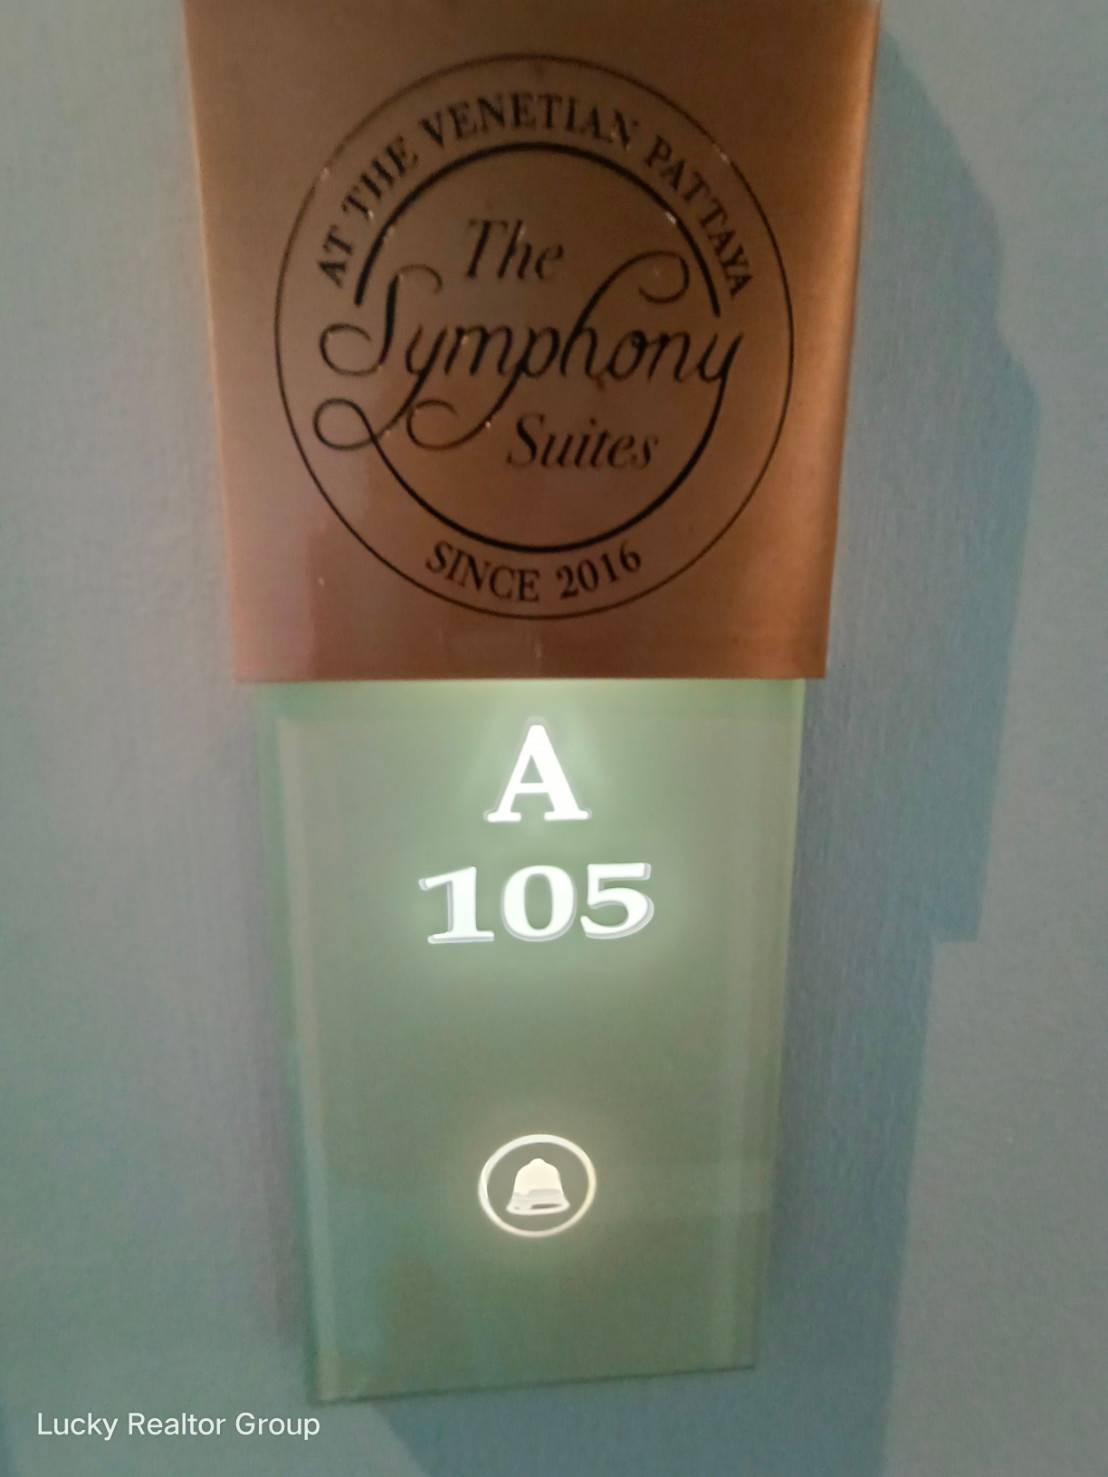 AT THE VENETIAN PATTAYA
The
Symphony
Suites
SINCE 2016
A
105
Lucky Realtor Group